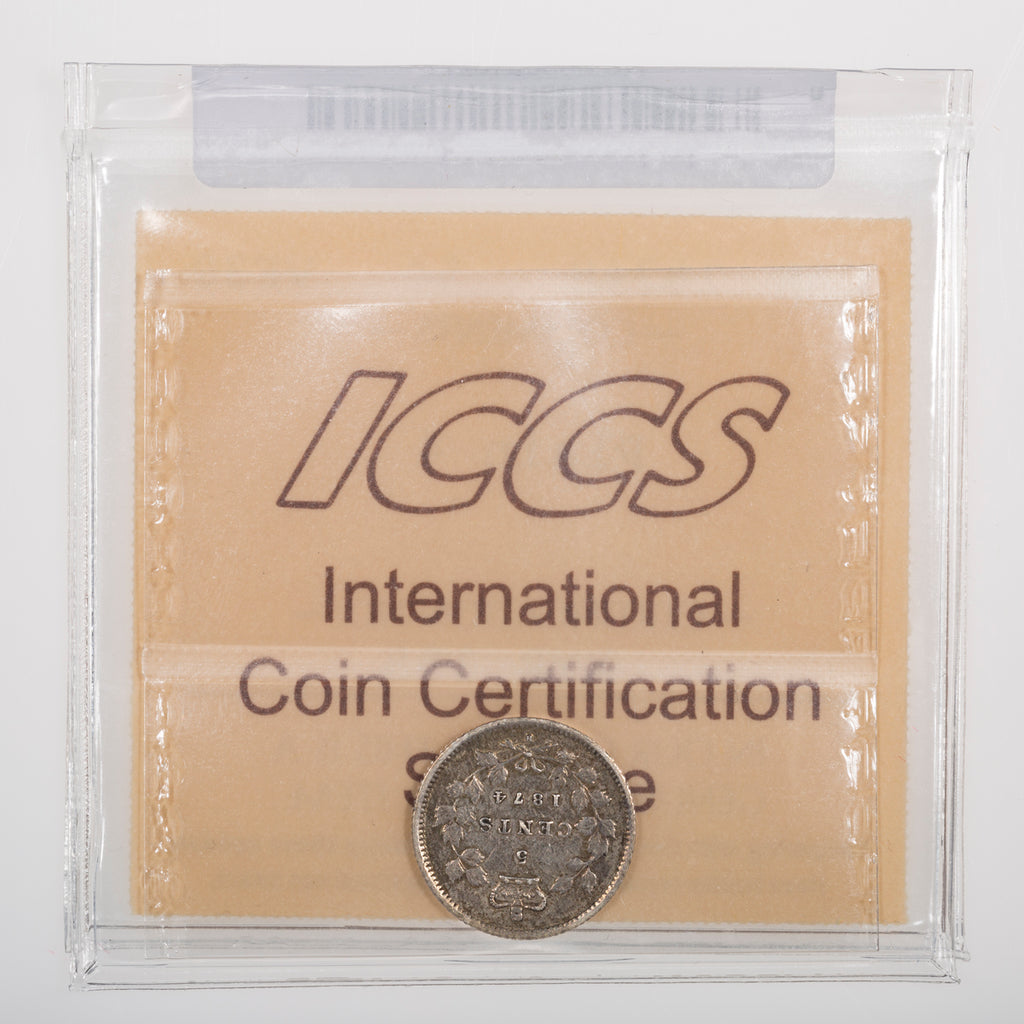 ICCS
International
Coin Certification
5
CENTS
1874